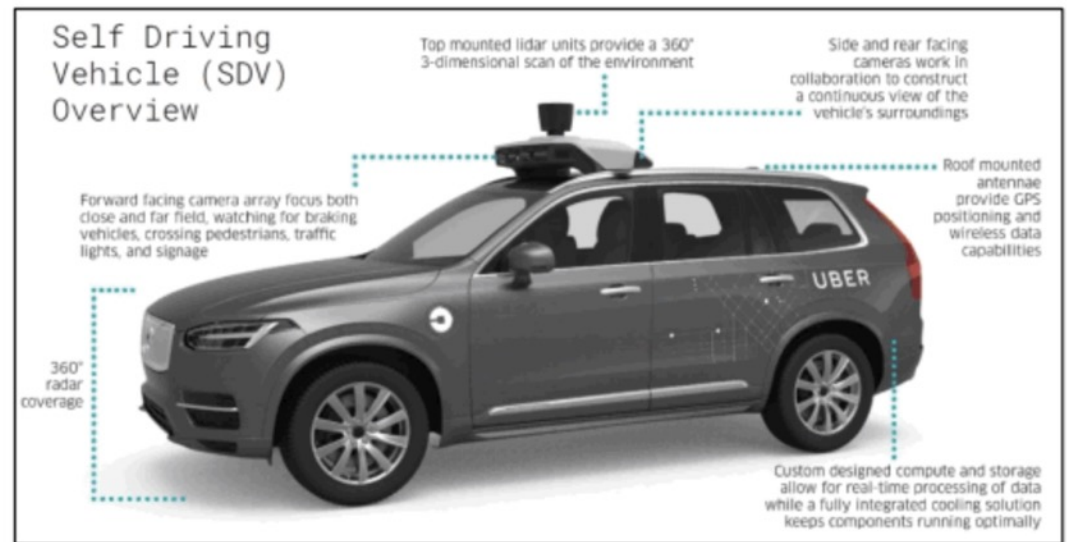 Self Driving
Vehicle (SDV)
Overview
Top mounted lidar units provide a 360°
3-dimensional scan of the environment
Side and rear facing
cameras work in
collaboration to construct
a continuous view of the
vehicle's surroundings
Forward facing camera array focus both
close and far field, watching for braking
vehicles, crossing pedestrians, traffic
lights, and signage
Roof mounted
antennae
provide GPS
positioning and
wireless data
capabilities
UBER
360°
radar
coverage
Custom designed compute and storage
allow for real-time processing of data
while a fully integrated cooling solution
keeps components running optimally